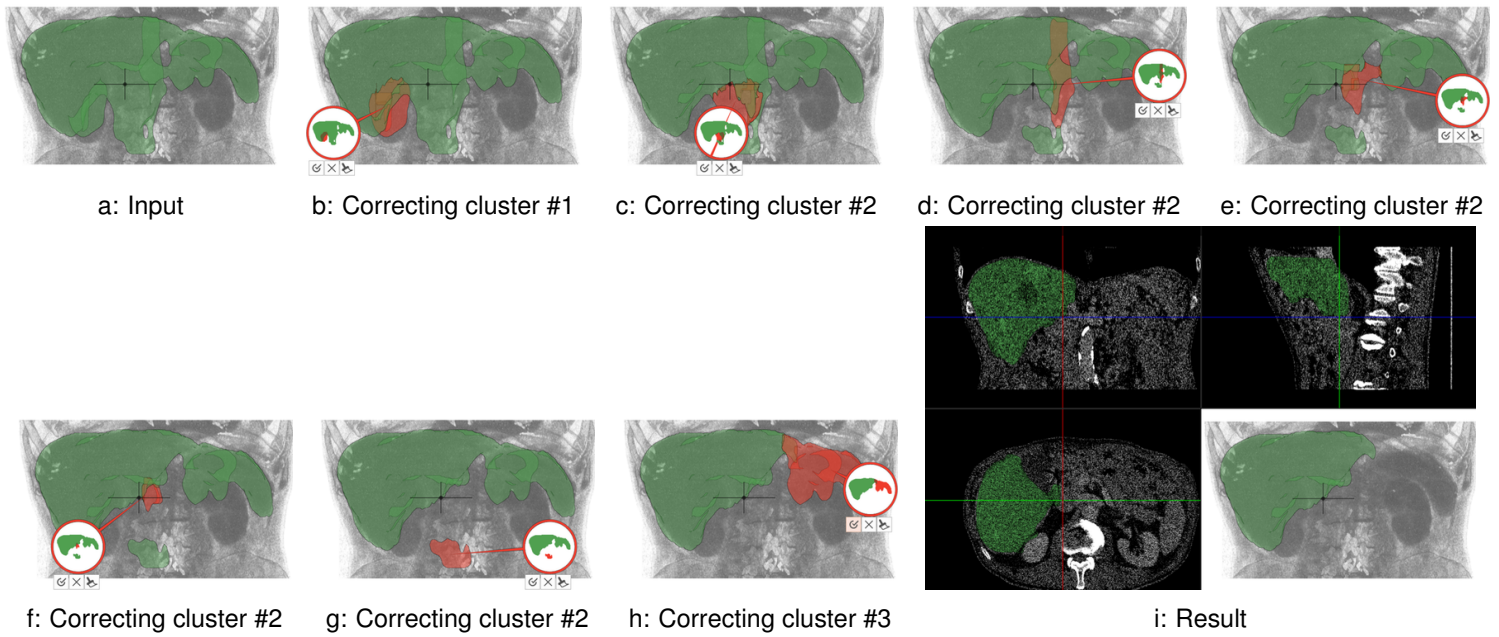 a: Input
b: Correcting cluster #1
c: Correcting cluster #2
d: Correcting cluster #2
e: Correcting cluster #2
f: Correcting cluster #2
g: Correcting cluster #2
h: Correcting cluster #3
i: Result